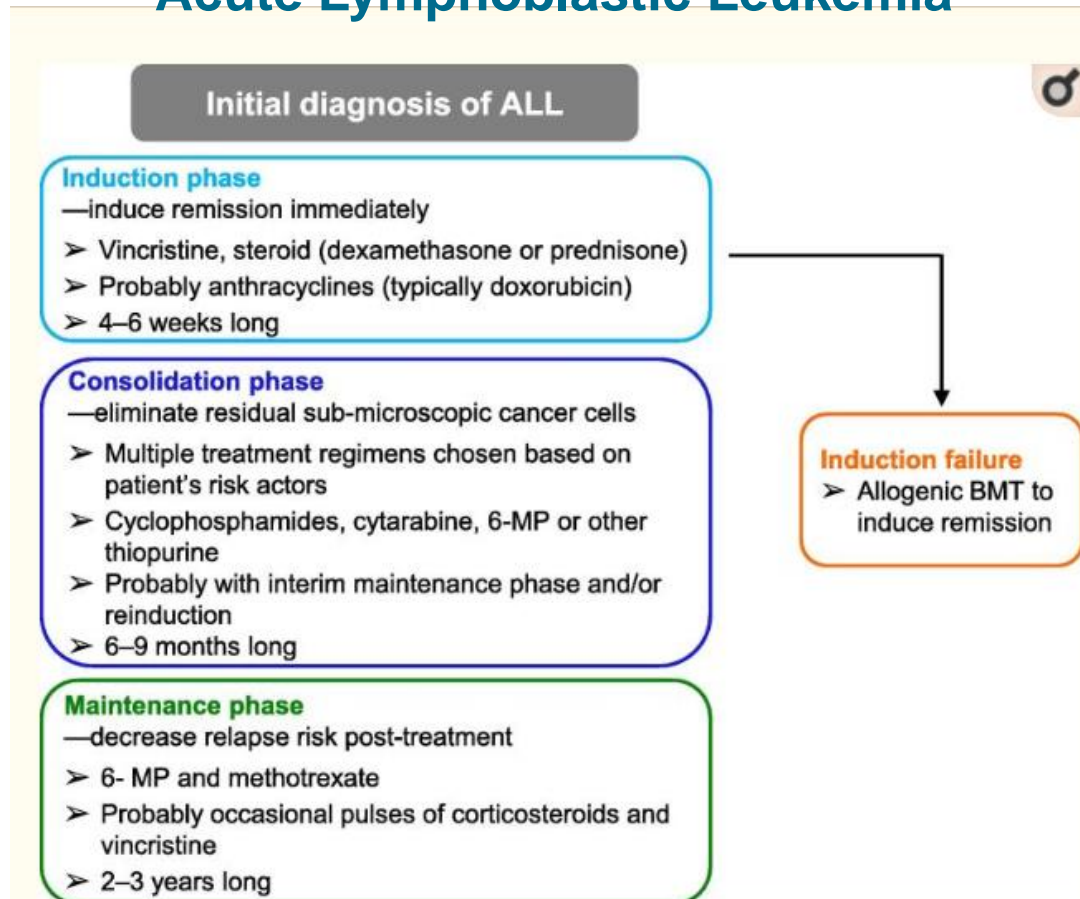 Acute Lymphoblastic Leukemia
Initial diagnosis of ALL
Induction phase
—induce remission immediately
➢ Vincristine, steroid (dexamethasone or prednisone)
➢ Probably anthracyclines (typically doxorubicin)
➢ 4–6 weeks long
Consolidation phase
—eliminate residual sub-microscopic cancer cells
➢ Multiple treatment regimens chosen based on
patient's risk actors
➢ Cyclophosphamides, cytarabine, 6-MP or other
thiopurine
➢ Probably with interim maintenance phase and/or
reinduction
➢ 6–9 months long
Induction failure
➢ Allogenic BMT to
induce remission
Maintenance phase
—decrease relapse risk post-treatment
➢ 6- MP and methotrexate
➢ Probably occasional pulses of corticosteroids and
vincristine
➢ 2–3 years long